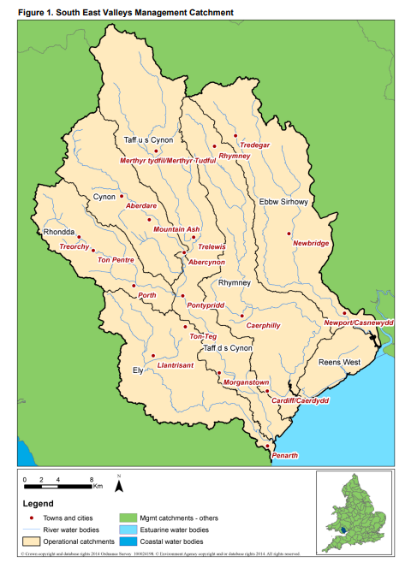 Figure 1. South East Valleys Management Catchment
Taff u s Cynon
Tredegar
Rhymney
Merthyr tydfil/Merthyr Tudful
Cynon
Aberdare
Ebbw Sirhowy
Mountain Ash
Rhondda
Treorchy
Trelewis
Newbridge
Ton Pentre
Abercynon
Rhymney
Porth
Pontypridd
Caerphilly
Newport/Casnewydd
Ton-Teg
Taff d s Cynon
Llantrisant
Reens West
Ely
Morganstown
Cardiff/Caerdydd
Penarth
0 2 4 8
Km
N
Legend
Towns and cities
River water bodies
Operational catchments
Mgmt catchments - others
Estuarine water bodies
Coastal water bodies